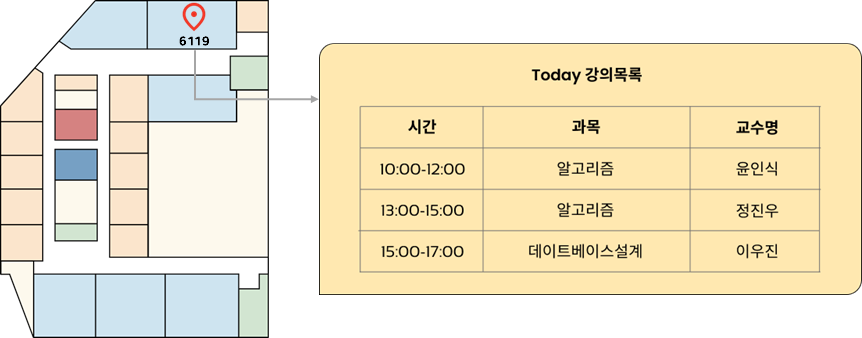 6119
Today 강의목록
시간 과목 교수명
10:00-12:00 알고리즘 윤인식
13:00-15:00 알고리즘 정진우
15:00-17:00 데이트베이스설계 이우진